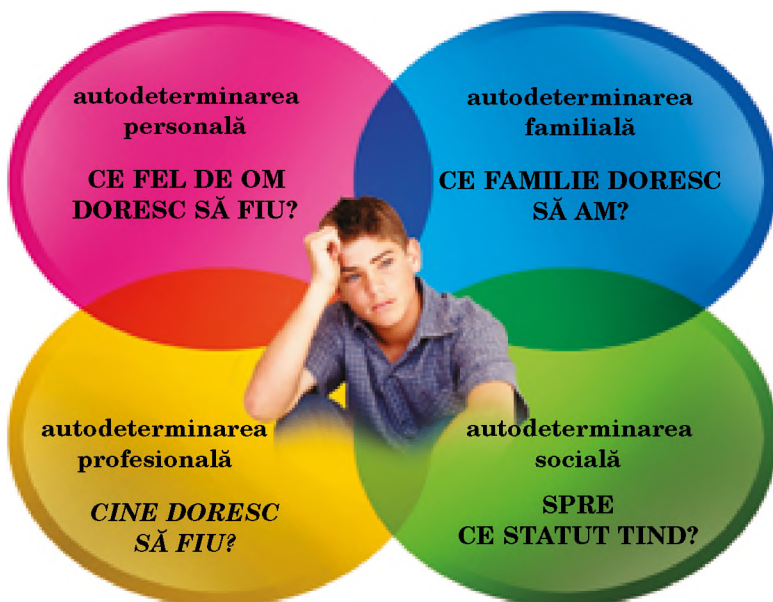 autodeterminarea
personală
CE FEL DE OM
DORESC SĂ FIU?
autodeterminarea
familială
CE FAMILIE DORESC
SĂ AM?
autodeterminarea
profesională
CINE DORESC
SĂ FIU?
autodeterminarea
socială
SPRE
CE STATUT TIND?